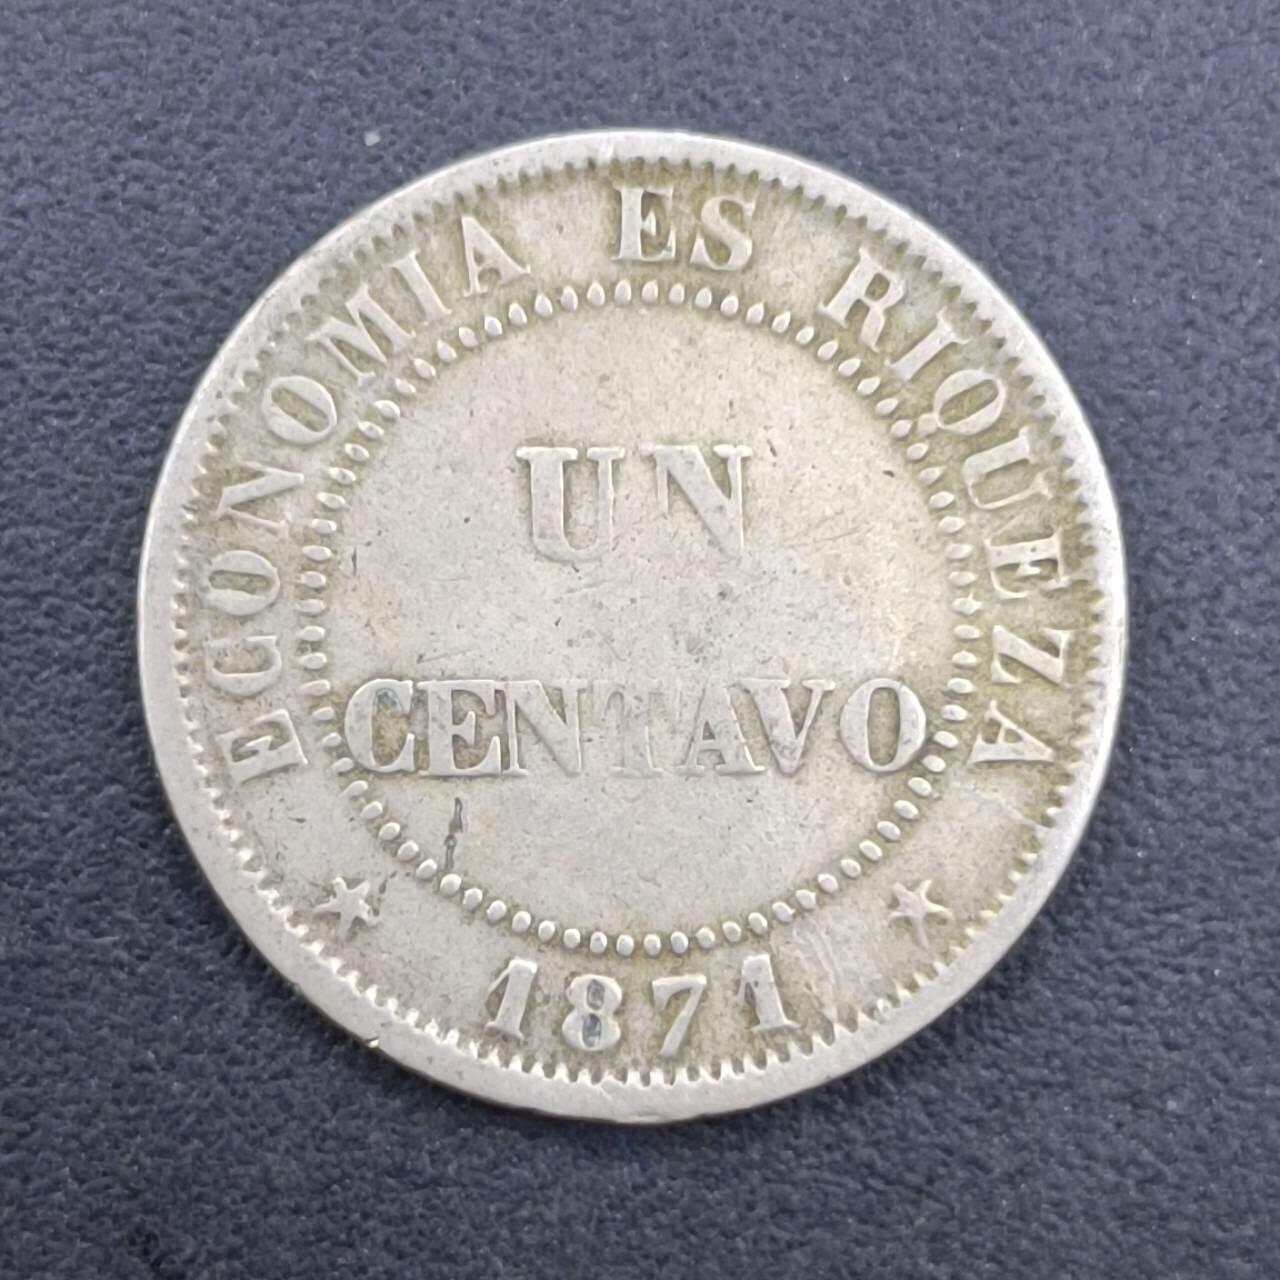 ECONOMIA ES RIQUEZA
UN
CENTAVO
1871